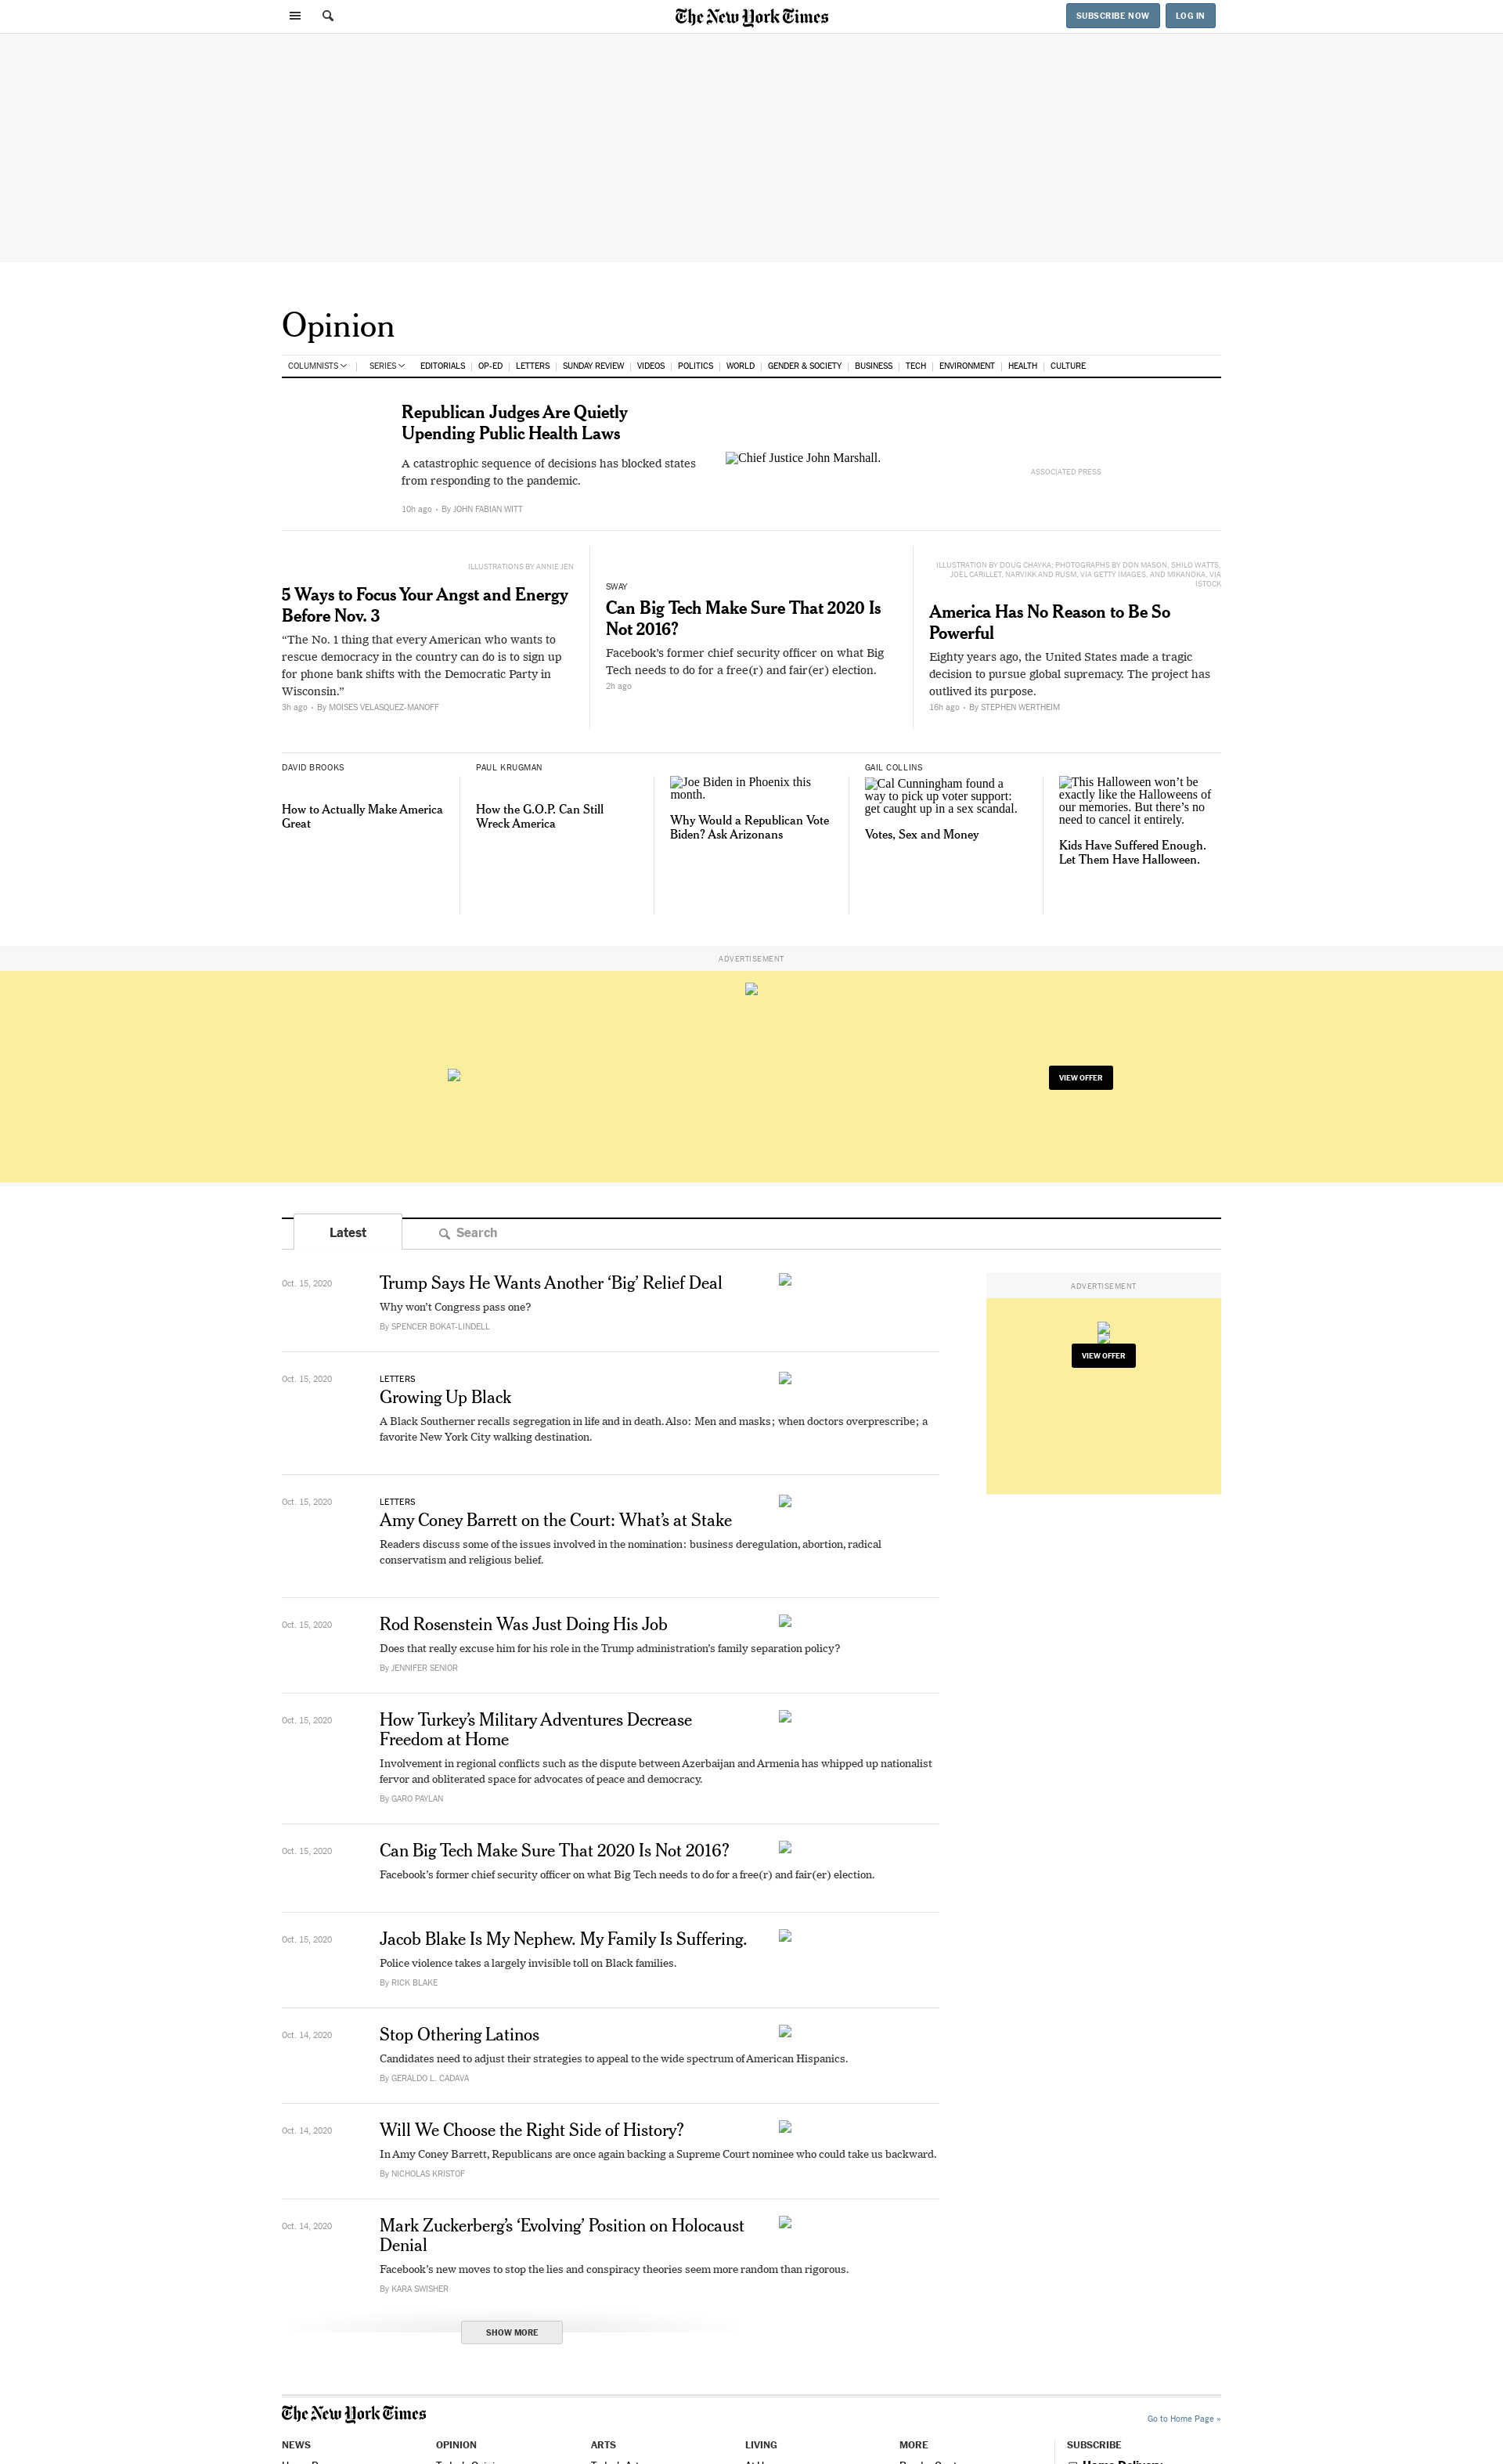 The New York Times
SUBSCRIBE NOW
LOG IN
Opinion
COLUMNISTS
SERIES
EDITORIALS
OP-ED
LETTERS
SUNDAY REVIEW
VIDEOS
POLITICS
WORLD
GENDER & SOCIETY
BUSINESS
TECH
ENVIRONMENT
HEALTH
CULTURE
Republican Judges Are Quietly
Upending Public Health Laws
A catastrophic sequence of decisions has blocked states
from responding to the pandemic.
10h ago • By JOHN FABIAN WITT
Chief Justice John Marshall.
ASSOCIATED PRESS
ILLUSTRATIONS BY ANNIE JEN
5 Ways to Focus Your Angst and Energy
Before Nov. 3
“The No. 1 thing that every American who wants to
rescue democracy in the country can do is to sign up
for phone bank shifts with the Democratic Party in
Wisconsin.”
3h ago • By MOISES VELASQUEZ-MANOFF
SWAY
Can Big Tech Make Sure That 2020 Is
Not 2016?
Facebook’s former chief security officer on what Big
Tech needs to do for a free(r) and fair(er) election.
2h ago
ILLUSTRATION BY DOUG CHAYKA; PHOTOGRAPHS BY DON MASON, SHILO WATTS,
JOEL CARILLET, NARVIKK AND RUSM, VIA GETTY IMAGES, AND MIKANOKA, VIA
ISTOCK
America Has No Reason to Be So
Powerful
Eighty years ago, the United States made a tragic
decision to pursue global supremacy. The project has
outlived its purpose.
16h ago • By STEPHEN WERTHEIM
DAVID BROOKS
How to Actually Make America
Great
PAUL KRUGMAN
How the G.O.P. Can Still
Wreck America
Joe Biden in Phoenix this
month.
Why Would a Republican Vote
Biden? Ask Arizonans
GAIL COLLINS
Cal Cunningham found a
way to pick up voter support:
get caught up in a sex scandal.
Votes, Sex and Money
This Halloween won’t be
exactly like the Halloweens of
our memories. But there’s no
need to cancel it entirely.
Kids Have Suffered Enough.
Let Them Have Halloween.
ADVERTISEMENT
VIEW OFFER
Latest
Search
Oct. 15, 2020
Trump Says He Wants Another ‘Big’ Relief Deal
Why won’t Congress pass one?
By SPENCER BOKAT-LINDELL
ADVERTISEMENT
VIEW OFFER
Oct. 15, 2020
LETTERS
Growing Up Black
A Black Southerner recalls segregation in life and in death. Also: Men and masks; when doctors overprescribe; a
favorite New York City walking destination.
Oct. 15, 2020
LETTERS
Amy Coney Barrett on the Court: What’s at Stake
Readers discuss some of the issues involved in the nomination: business deregulation, abortion, radical
conservatism and religious belief.
Oct. 15, 2020
Rod Rosenstein Was Just Doing His Job
Does that really excuse him for his role in the Trump administration’s family separation policy?
By JENNIFER SENIOR
Oct. 15, 2020
How Turkey’s Military Adventures Decrease
Freedom at Home
Involvement in regional conflicts such as the dispute between Azerbaijan and Armenia has whipped up nationalist
fervor and obliterated space for advocates of peace and democracy.
By GARO PAYLAN
Oct. 15, 2020
Can Big Tech Make Sure That 2020 Is Not 2016?
Facebook’s former chief security officer on what Big Tech needs to do for a free(r) and fair(er) election.
Oct. 15, 2020
Jacob Blake Is My Nephew. My Family Is Suffering.
Police violence takes a largely invisible toll on Black families.
By RICK BLAKE
Oct. 14, 2020
Stop Othering Latinos
Candidates need to adjust their strategies to appeal to the wide spectrum of American Hispanics.
By GERALDO L. CADAVA
Oct. 14, 2020
Will We Choose the Right Side of History?
In Amy Coney Barrett, Republicans are once again backing a Supreme Court nominee who could take us backward.
By NICHOLAS KRISTOF
Oct. 14, 2020
Mark Zuckerberg’s ‘Evolving’ Position on Holocaust
Denial
Facebook’s new moves to stop the lies and conspiracy theories seem more random than rigorous.
By KARA SWISHER
SHOW MORE
The New York Times
Go to Home Page »
NEWS
OPINION
ARTS
LIVING
MORE
SUBSCRIBE